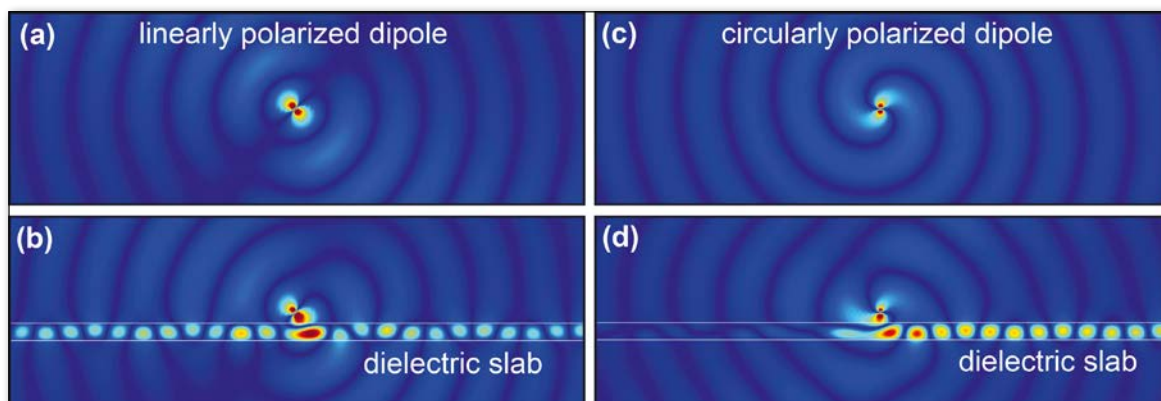 (a) linearly polarized dipole
(c) circularly polarized dipole
(b)
dielectric slab
(d)
dielectric slab